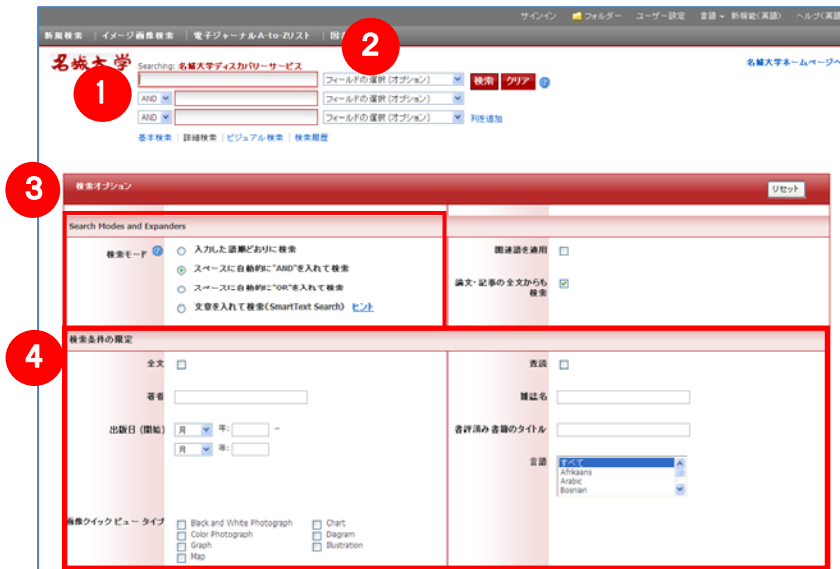 サインイン フォルダー ユーザー設定 言語 新機能(英語) ヘルプ(英語
新規検索 | イメージ画像検索 | 電子ジャーナルA-to-Zリスト | 図
2
名城大学 Searching: 名城大学ディスカバリーサービス 名城大学ホームページへ
1
フィールドの選択 (オプション) 検索 クリア ?
AND フィールドの選択 (オプション)
AND フィールドの選択 (オプション) 列を追加
基本検索 | 詳細検索 | ビジュアル検索 | 検索履歴
3
検索オプション リセット
Search Modes and Expanders
検索モード ? 入力した語順どおりに検索 関連語を適用
スペースに自動的に"AND"を入れて検索
論文・記事の全文からも検索
スペースに自動的に"OR"を入れて検索
文章を入れて検索(SmartText Search) ヒント
4
検索条件の限定
全文 査読
著者 雑誌名
出版日 (開始) 月 年: – 書評済み書籍のタイトル
月 年:
言語 すべて
Afrikaans
Arabic
Bosnian
画像クイックビュー タイプ Black and White Photograph Chart
Color Photograph Diagram
Graph Illustration
Map